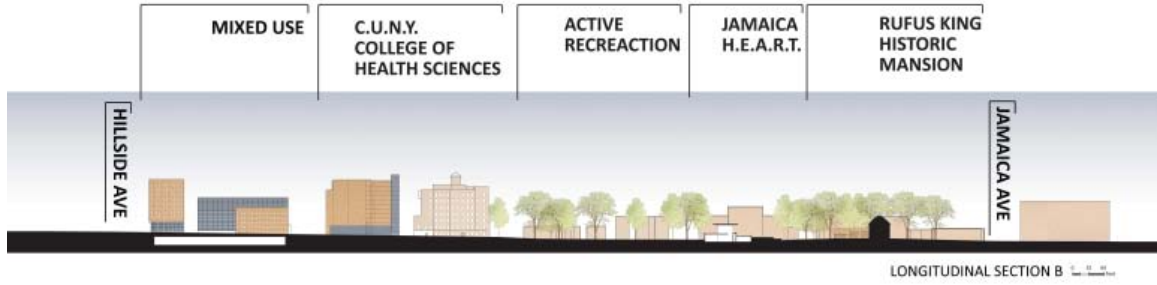 MIXED USE
C.U.N.Y.
COLLEGE OF
HEALTH SCIENCES
ACTIVE
RECREACTION
JAMAICA
H.E.A.R.T.
RUFUS KING
HISTORIC
MANSION
HILLSIDE AVE
JAMAICA AVE
LONGITUDINAL SECTION B